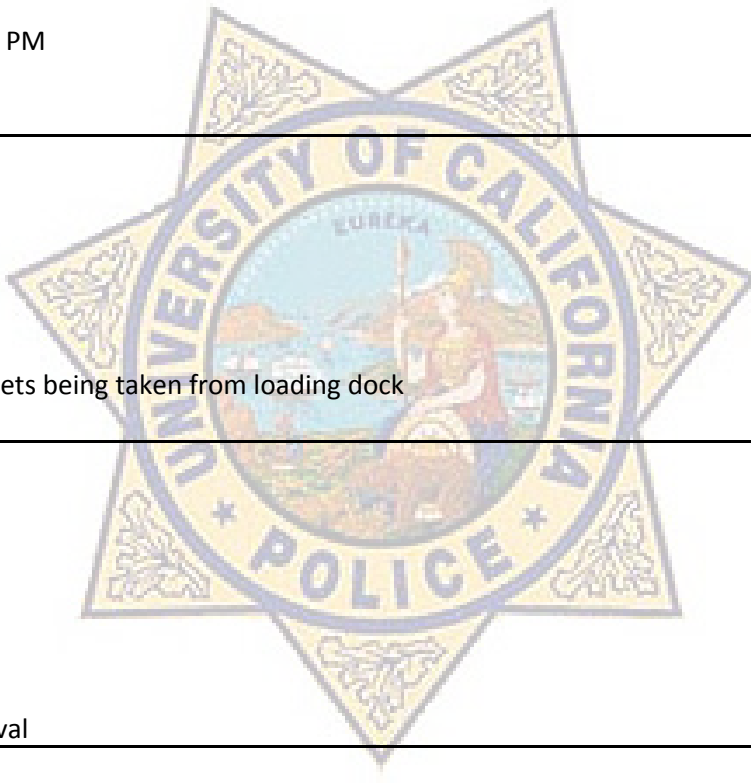 PM
UNIVERSITY OF CALIFORNIA
EUREKA
ets being taken from loading dock
POLICE
val